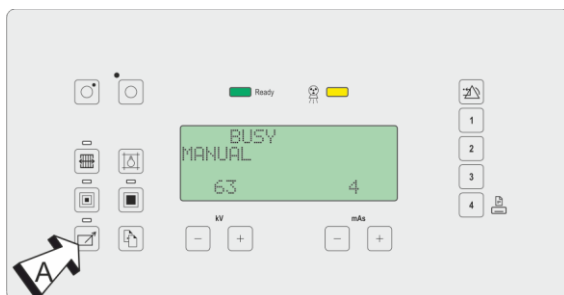 Ready
1
BUSY
MANUAL
2
63 4
3
4
kV mAs
- + - +
A